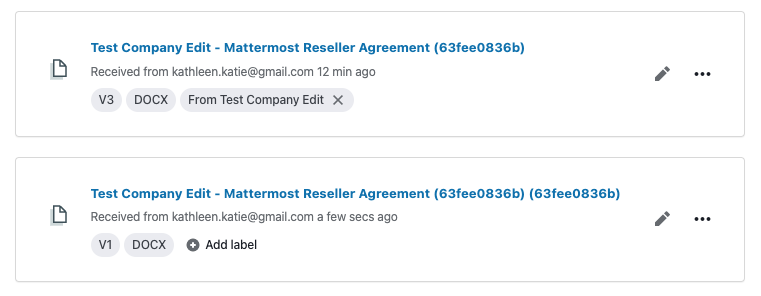 Test Company Edit - Mattermost Reseller Agreement (63fee0836b)
Received from kathleen.katie@gmail.com 12 min ago
V3 DOCX From Test Company Edit
Test Company Edit - Mattermost Reseller Agreement (63fee0836b) (63fee0836b)
Received from kathleen.katie@gmail.com a few secs ago
V1 DOCX Add label